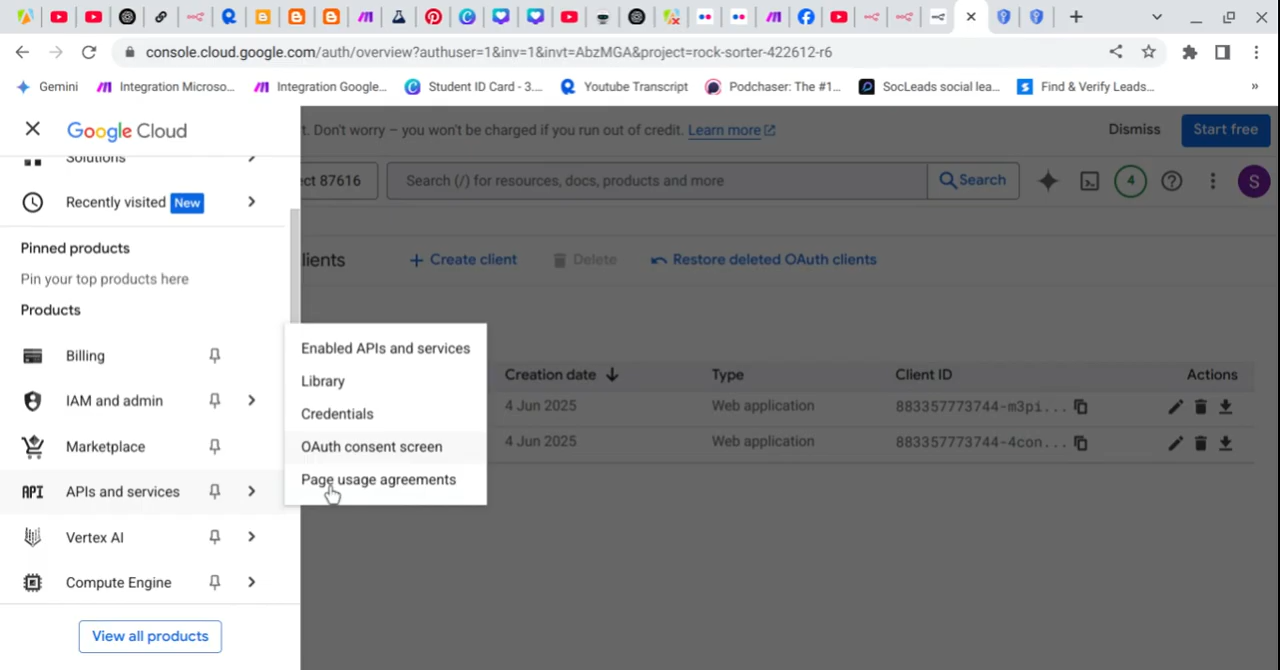 console.cloud.google.com/auth/overview?authuser=1&inv=1&invt=AbzMGA&project=rock-sorter-422612-r6
Gemini
Integration Microso...
Integration Google...
Student ID Card - 3....
Youtube Transcript
Podchaser: The #1...
SocLeads social lea...
Find & Verify Leads...
»
Google Cloud
t. Don't worry – you won't be charged if you run out of credit. Learn more
Dismiss
Start free
Solutions
ect 87616
Search (/) for resources, docs, products and more
Search
4
S
Recently visited New
Pinned products
Pin your top products here
Products
lients
Create client
Delete
Restore deleted OAuth clients
Billing
IAM and admin
Marketplace
API APIs and services
Vertex AI
Compute Engine
View all products
Enabled APIs and services
Library
Credentials
OAuth consent screen
Page usage agreements
Creation date Type Client ID Actions
4 Jun 2025 Web application 883357773744-m3pi...
4 Jun 2025 Web application 883357773744-4con...